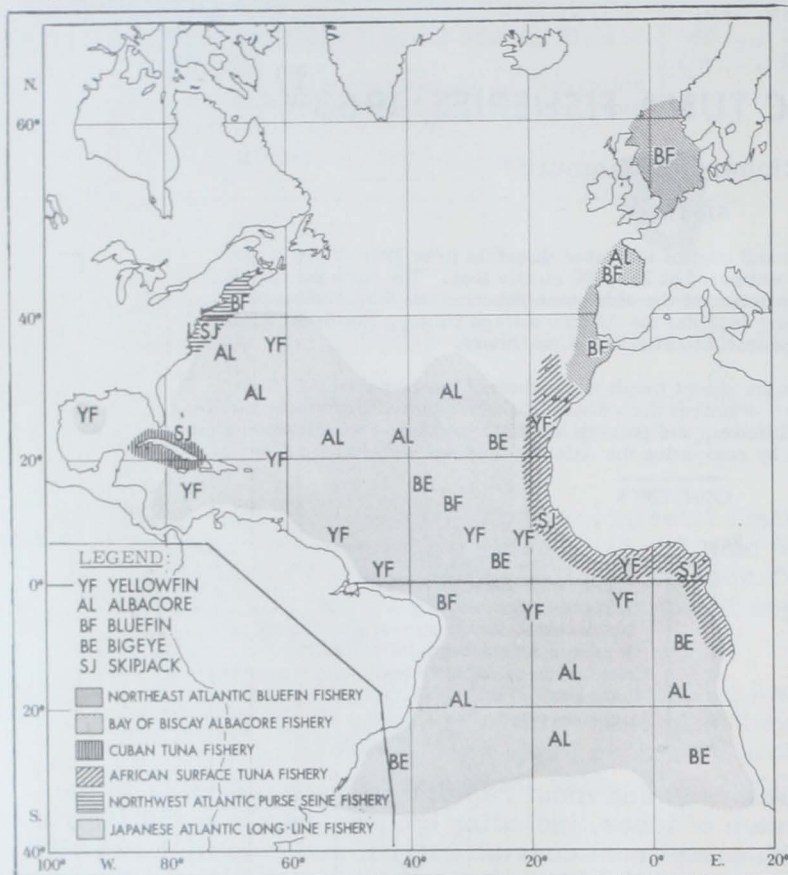 N.
60°
BF
AL
BF
BF
40°
SJ
YF
AL
BF
YF
AL
AL
YF
SJ
AL
AL
BE
20°
YF
BE
YF
BF
SJ
YF
YF
YF
BE
YF
SJ
YF
LEGEND:
0°
YF YELLOWFIN
AL ALBACORE
BF BLUEFIN
BE BIGEYE
SJ SKIPJACK
BF
YF
YF
BE
AL
AL
AL
NORTHEAST ATLANTIC BLUEFIN FISHERY
BAY OF BISCAY ALBACORE FISHERY
20°
CUBAN TUNA FISHERY
AL
BE
BE
AFRICAN SURFACE TUNA FISHERY
NORTHWEST ATLANTIC PURSE SEINE FISHERY
S.
JAPANESE ATLANTIC LONG-LINE FISHERY
40°
100° W. 80° 60° 40° 20° 0° E. 20°